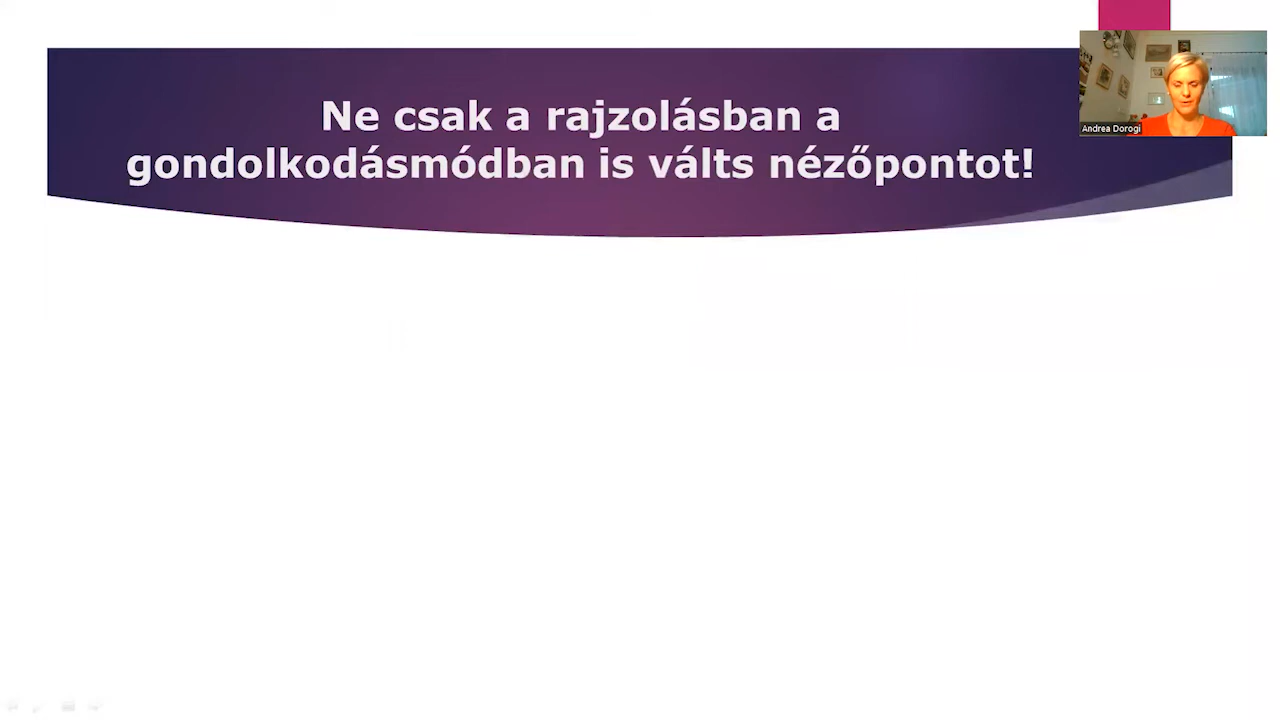 Ne csak a rajzolásban a
gondolkodásmódban is válts nézőpontot!
Andrea Dorogi